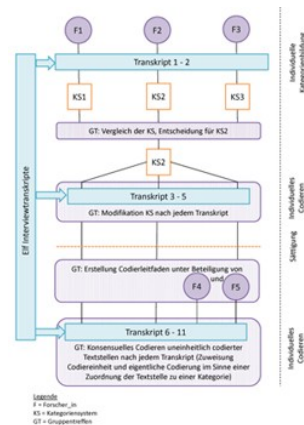 F1
F2
F3
Transkript 1 - 2
KS1
KS2
KS3
GT: Vergleich der KS, Entscheidung für KS2
KS2
Transkript 3 - 5
GT: Modifikation KS nach jedem Transkript
GT: Erstellung Codierleitfaden unter Beteiligung von
und
F4
F5
Transkript 6 - 11
GT: Konsensuelles Codieren uneinheitlich codierter
Textstellen nach jedem Transkript (Zuweisung
Codiereinheit und eigentliche Codierung im Sinne einer
Zuordnung der Textstelle zu einer Kategorie)
Elf Interviewtranskripte
Individuelle
Kategorienbildung
Individuelles
Codieren
Sättigung
Individuelles
Codieren
Legende
F = Forscher_in
KS = Kategoriensystem
GT = Gruppentreffen